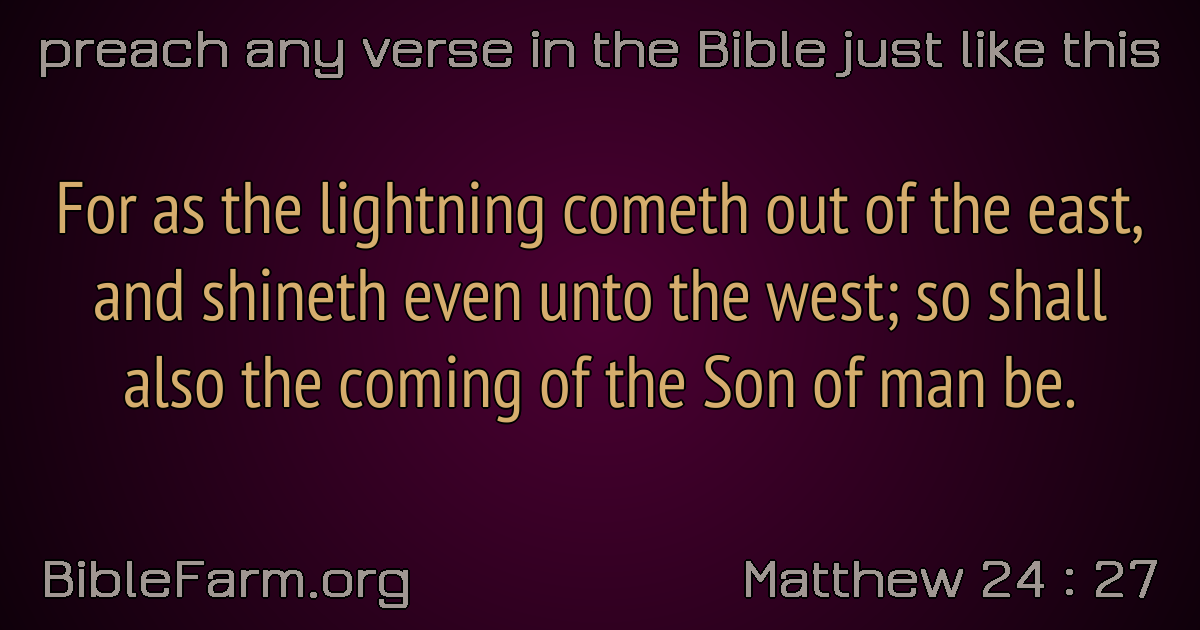 preach any verse in the Bible just like this
For as the lightning cometh out of the east,
and shineth even unto the west; so shall
also the coming of the Son of man be.
BibleFarm.org
Matthew 24 : 27